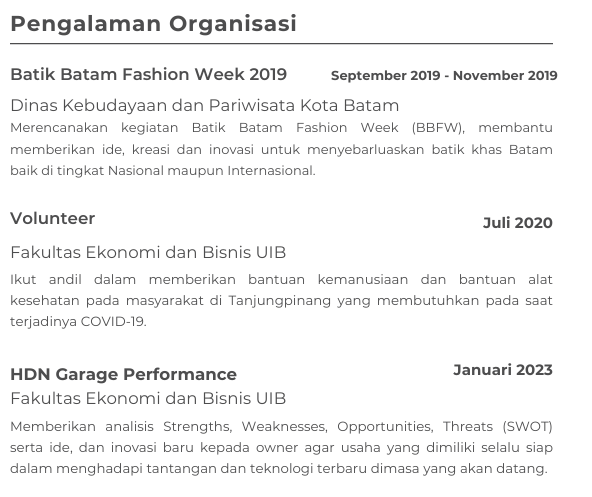 Pengalaman Organisasi
Batik Batam Fashion Week 2019 September 2019 - November 2019
Dinas Kebudayaan dan Pariwisata Kota Batam
Merencanakan kegiatan Batik Batam Fashion Week (BBFW), membantu
memberikan ide, kreasi dan inovasi untuk menyebarluaskan batik khas Batam
baik di tingkat Nasional maupun Internasional.
Volunteer Juli 2020
Fakultas Ekonomi dan Bisnis UIB
Ikut andil dalam memberikan bantuan kemanusiaan dan bantuan alat
kesehatan pada masyarakat di Tanjungpinang yang membutuhkan pada saat
terjadinya COVID-19.
HDN Garage Performance Januari 2023
Fakultas Ekonomi dan Bisnis UIB
Memberikan analisis Strengths, Weaknesses, Opportunities, Threats (SWOT)
serta ide, dan inovasi baru kepada owner agar usaha yang dimiliki selalu siap
dalam menghadapi tantangan dan teknologi terbaru dimasa yang akan datang.